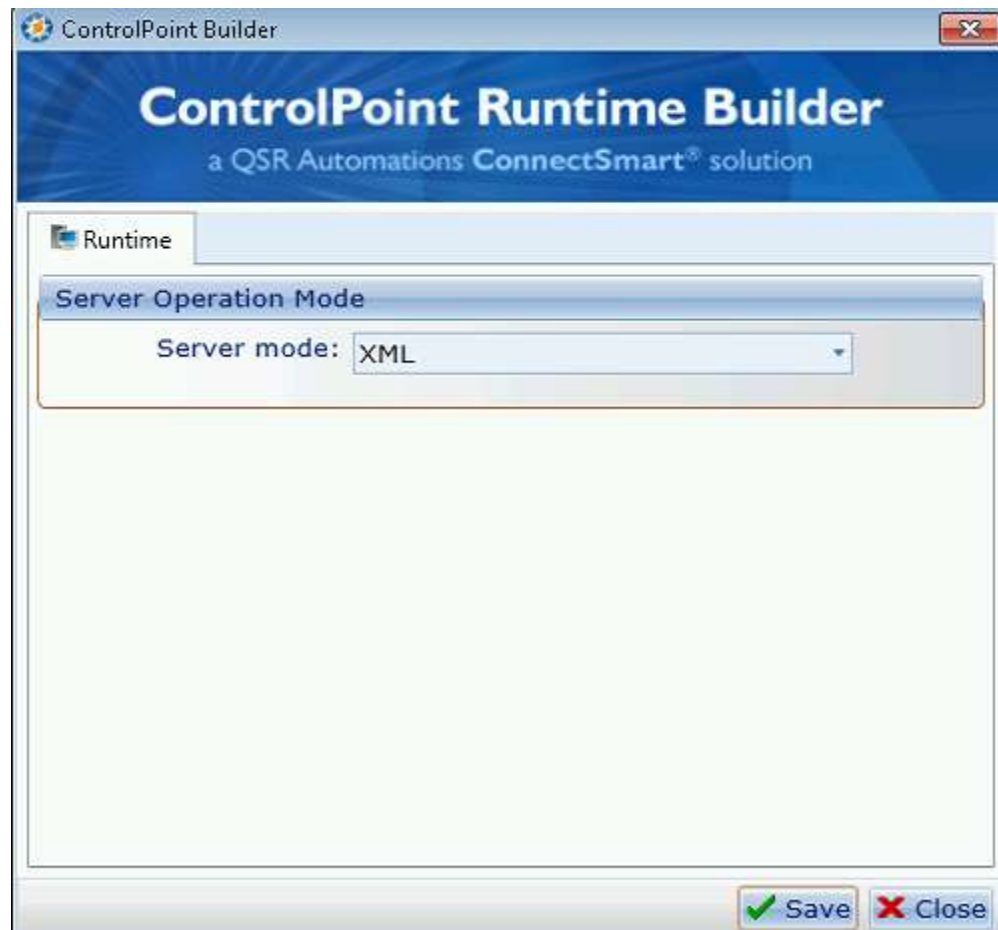 ControlPoint Builder
ControlPoint Runtime Builder
a QSR Automations ConnectSmart® solution
Runtime
Server Operation Mode
Server mode: XML
Save Close